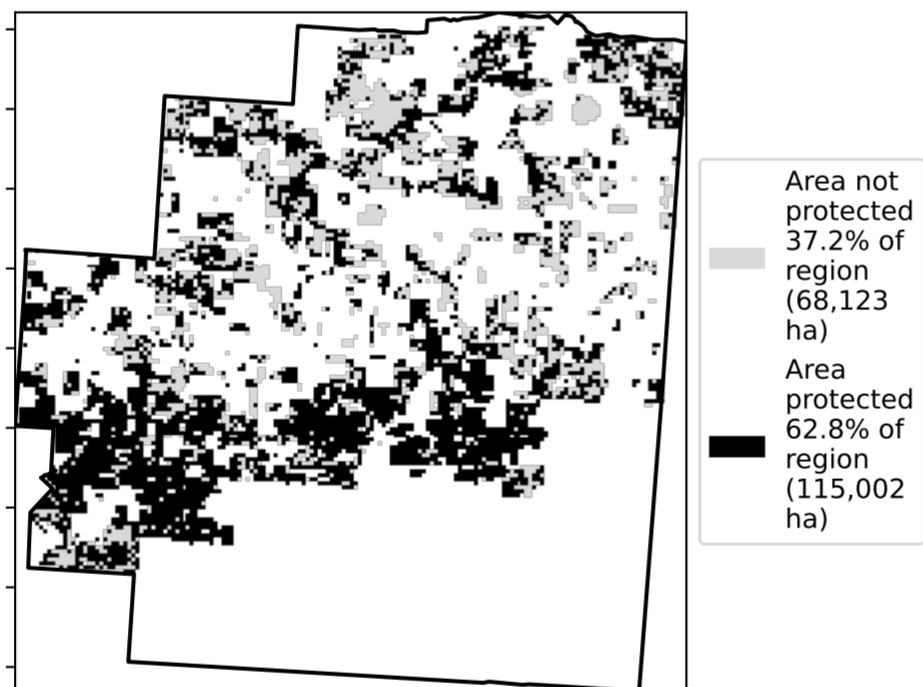 Area not
protected
37.2% of
region
(68,123
ha)
Area
protected
62.8% of
region
(115,002
ha)